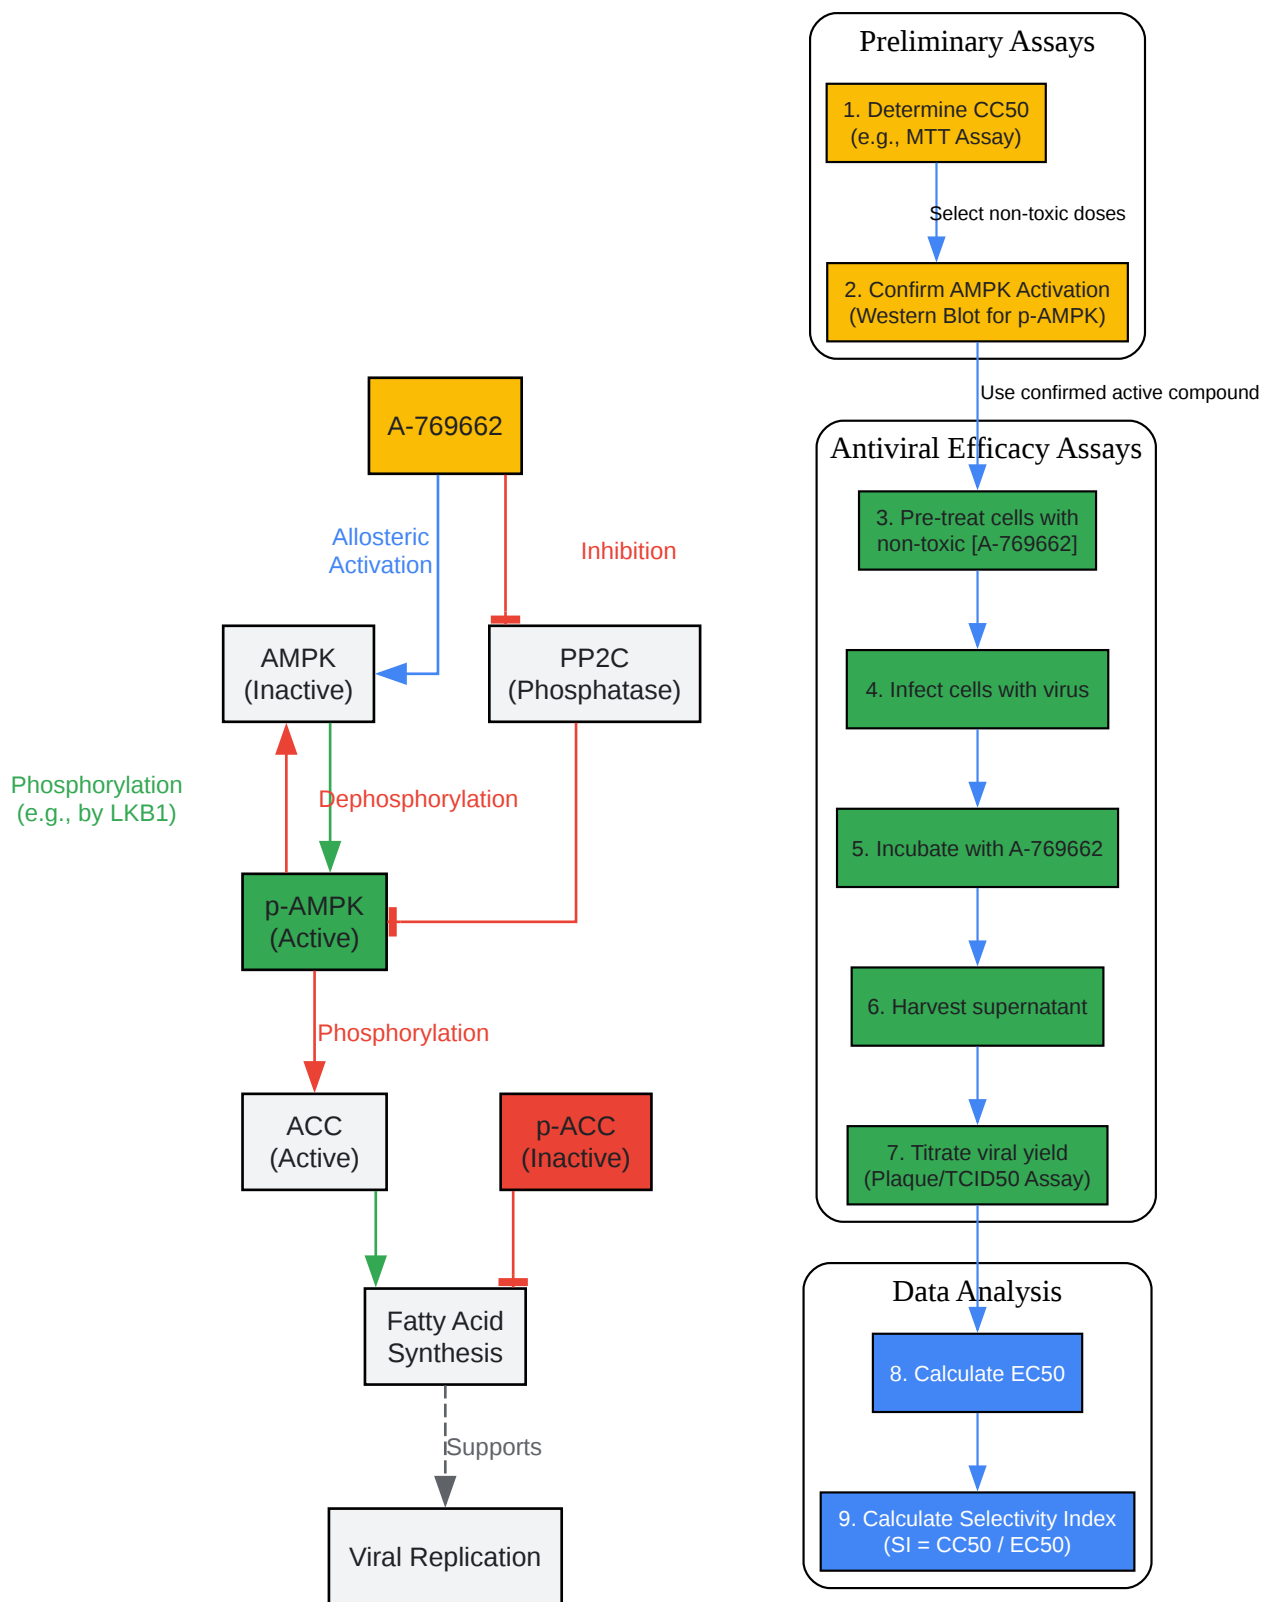 A-769662
Allosteric
Activation
Inhibition
AMPK
(Inactive)
PP2C
(Phosphatase)
Phosphorylation
(e.g., by LKB1)
Dephosphorylation
p-AMPK
(Active)
Phosphorylation
ACC
(Active)
p-ACC
(Inactive)
Fatty Acid
Synthesis
Supports
Viral Replication
Preliminary Assays
1. Determine CC50
(e.g., MTT Assay)
Select non-toxic doses
2. Confirm AMPK Activation
(Western Blot for p-AMPK)
Use confirmed active compound
Antiviral Efficacy Assays
3. Pre-treat cells with
non-toxic [A-769662]
4. Infect cells with virus
5. Incubate with A-769662
6. Harvest supernatant
7. Titrate viral yield
(Plaque/TCID50 Assay)
Data Analysis
8. Calculate EC50
9. Calculate Selectivity Index
(SI = CC50 / EC50)